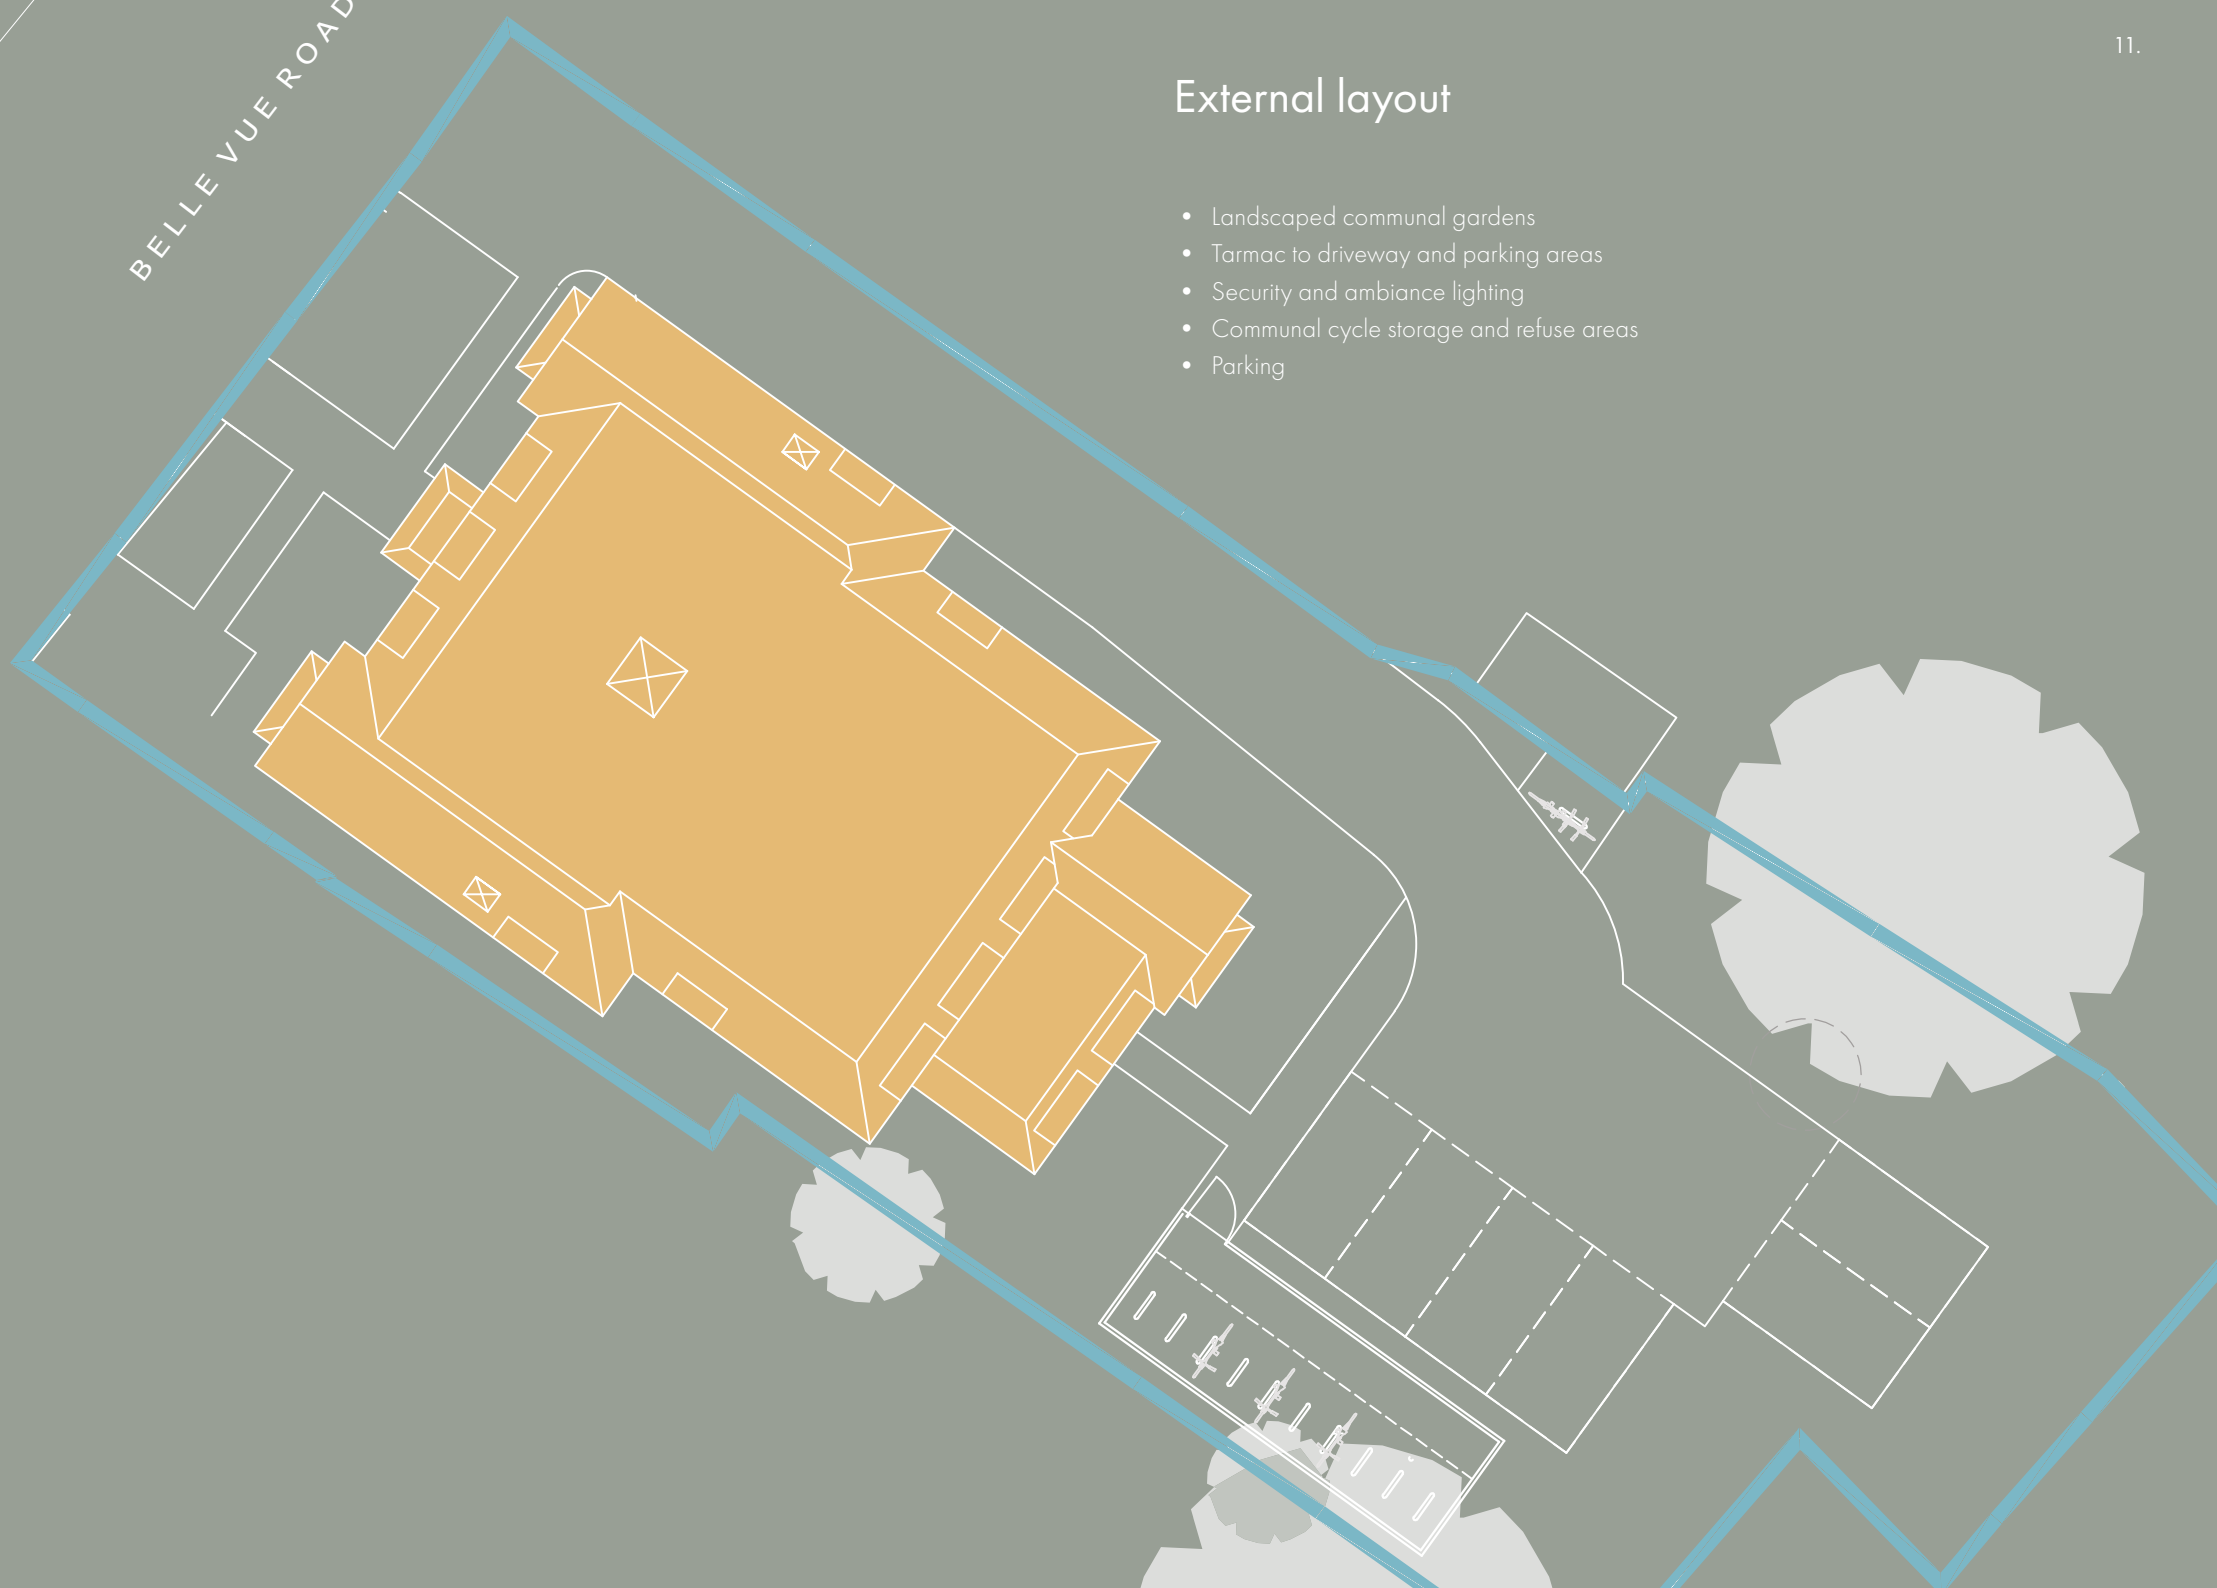 11.
BELLE VUE ROAD
External layout
• Landscaped communal gardens
• Tarmac to driveway and parking areas
• Security and ambiance lighting
• Communal cycle storage and refuse areas
• Parking